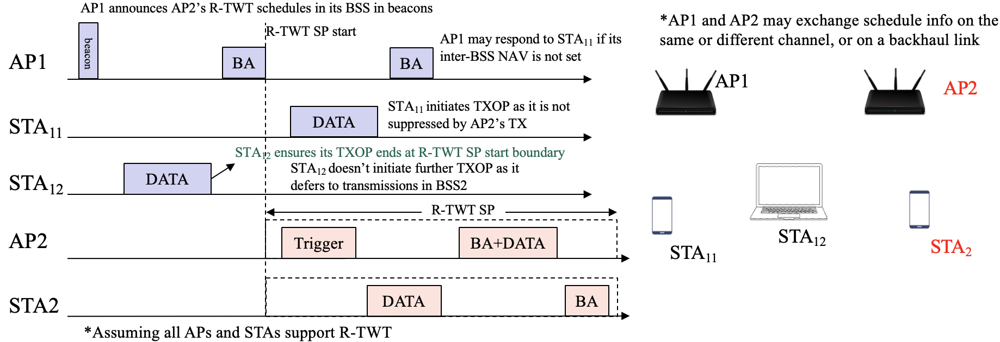 AP1 announces AP2’s R-TWT schedules in its BSS in beacons
*AP1 and AP2 may exchange schedule info on the
same or different channel, or on a backhaul link
R-TWT SP start
AP1
beacon
BA
BA
AP1 may respond to STA11 if its
inter-BSS NAV is not set
AP1
AP2
STA11
DATA
STA11 initiates TXOP as it is not
suppressed by AP2’s TX
STA12 ensures its TXOP ends at R-TWT SP start boundary
STA12
DATA
STA12 doesn’t initiate further TXOP as it
defers to transmissions in BSS2
R-TWT SP
AP2
Trigger
BA+DATA
STA11
STA12
STA2
STA2
DATA
BA
*Assuming all APs and STAs support R-TWT